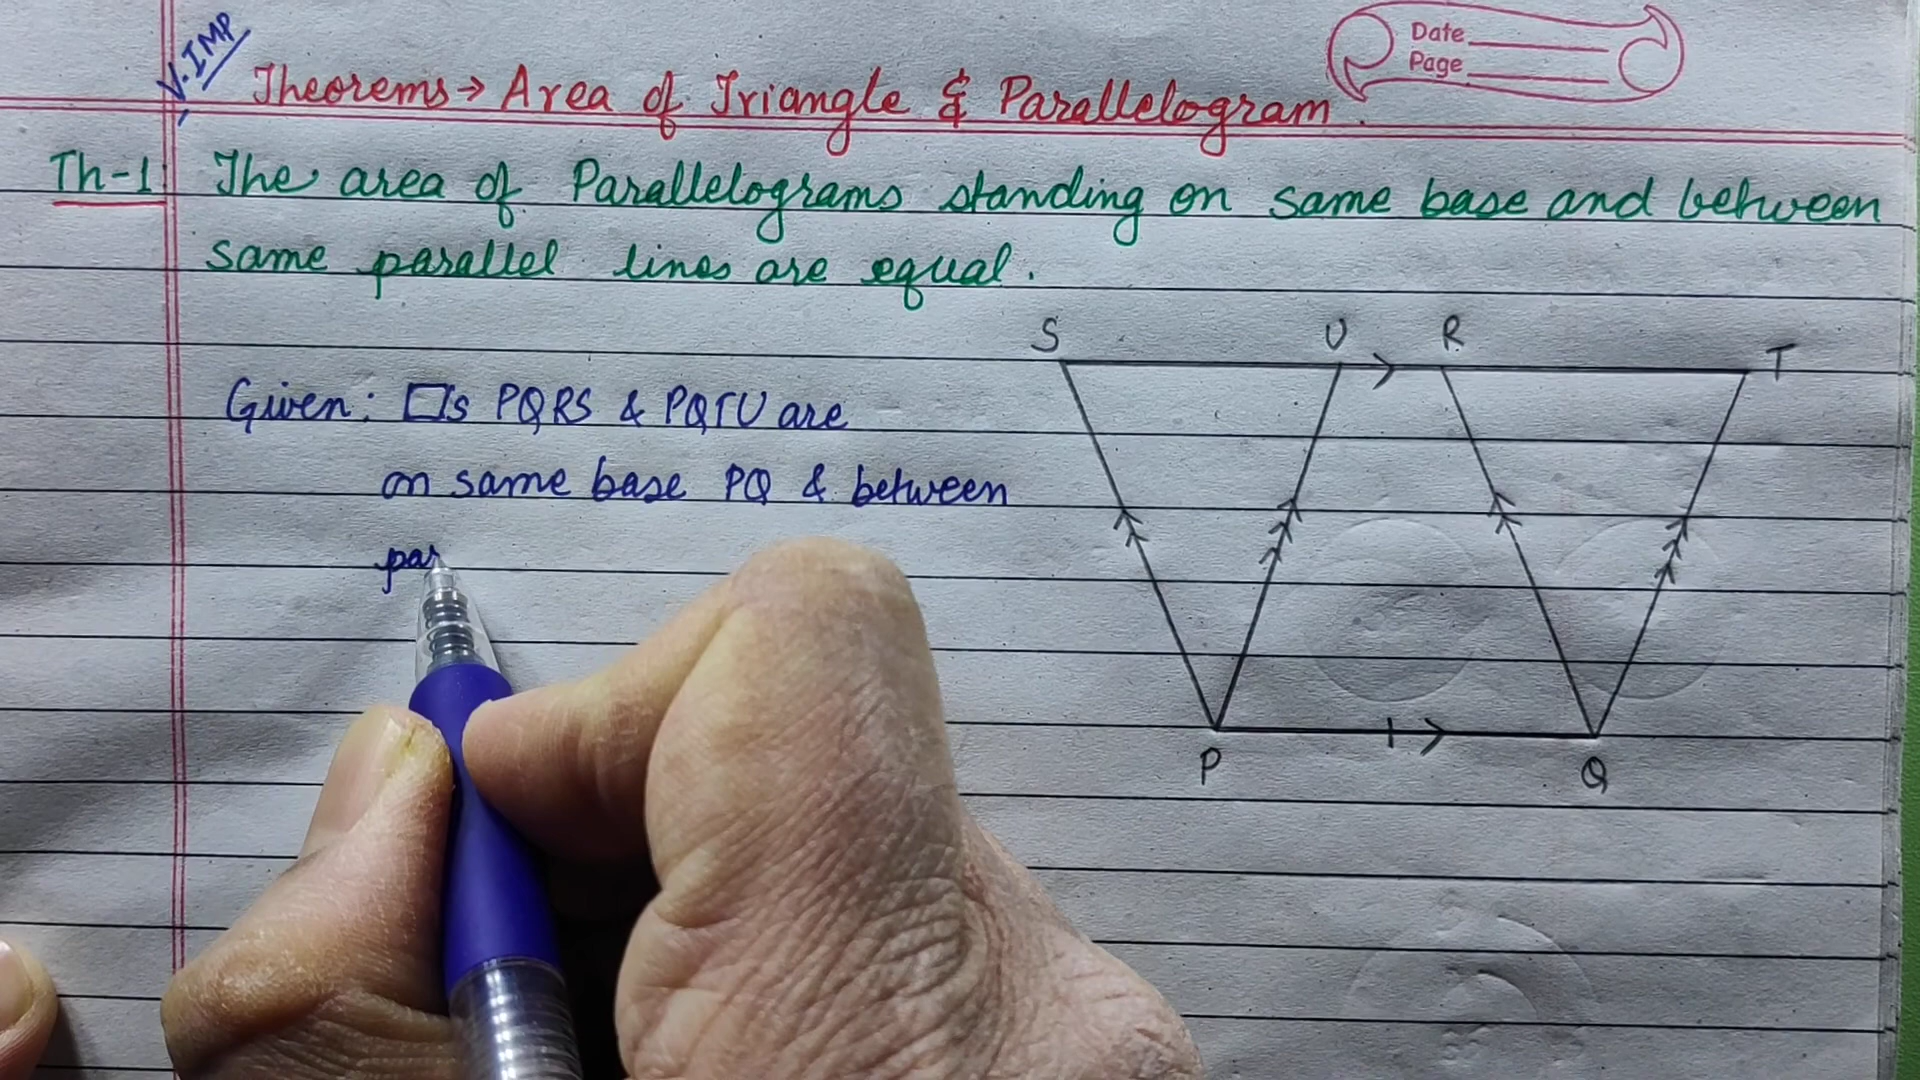 V.IMP
Date
Page
Theorems → Area of Triangle & Parallelogram.
Th-1 The area of Parallelograms standing on same base and between
same parallel lines are equal.
S U R T
Given: □s PQRS & PQTU are
on same base PQ & between
par
P Q